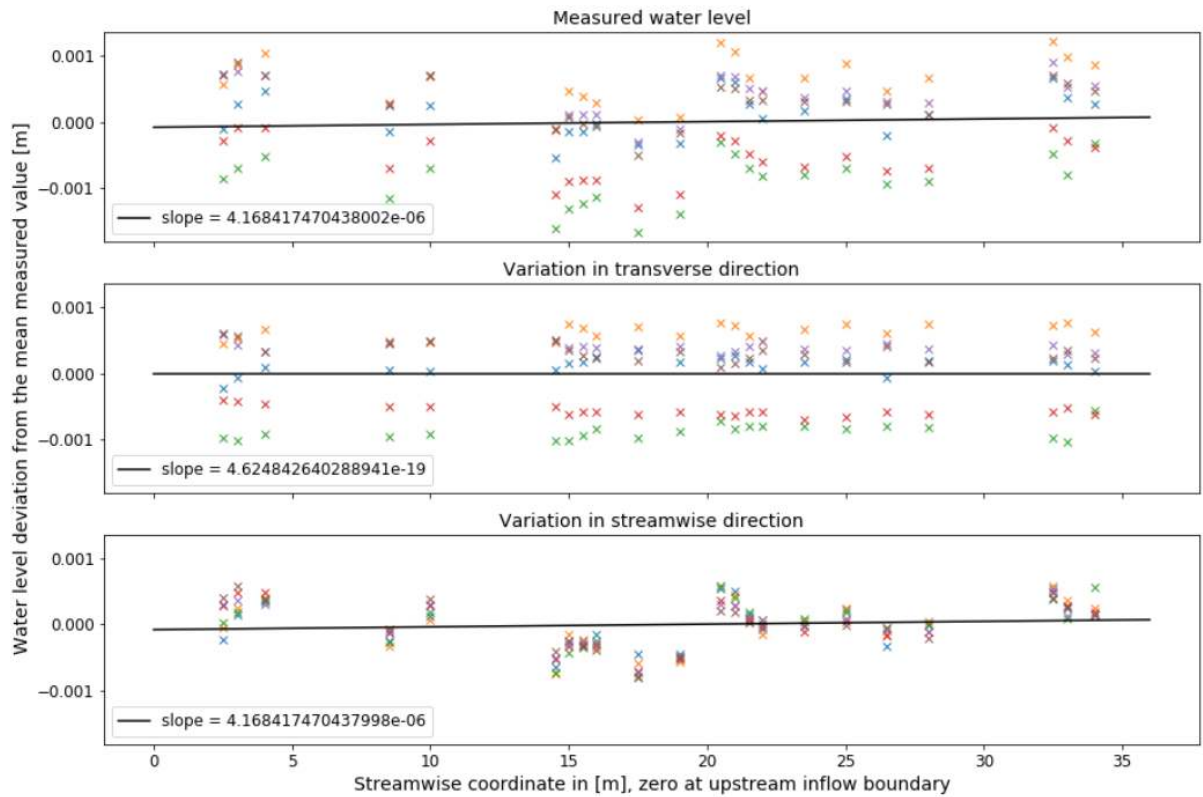 Measured water level
0.001
0.000
−0.001
slope = 4.168417470438002e-06
Variation in transverse direction
0.001
0.000
−0.001
slope = 4.624842640288941e-19
Variation in streamwise direction
0.001
0.000
−0.001
slope = 4.168417470437998e-06
0 5 10 15 20 25 30 35
Streamwise coordinate in [m], zero at upstream inflow boundary
Water level deviation from the mean measured value [m]